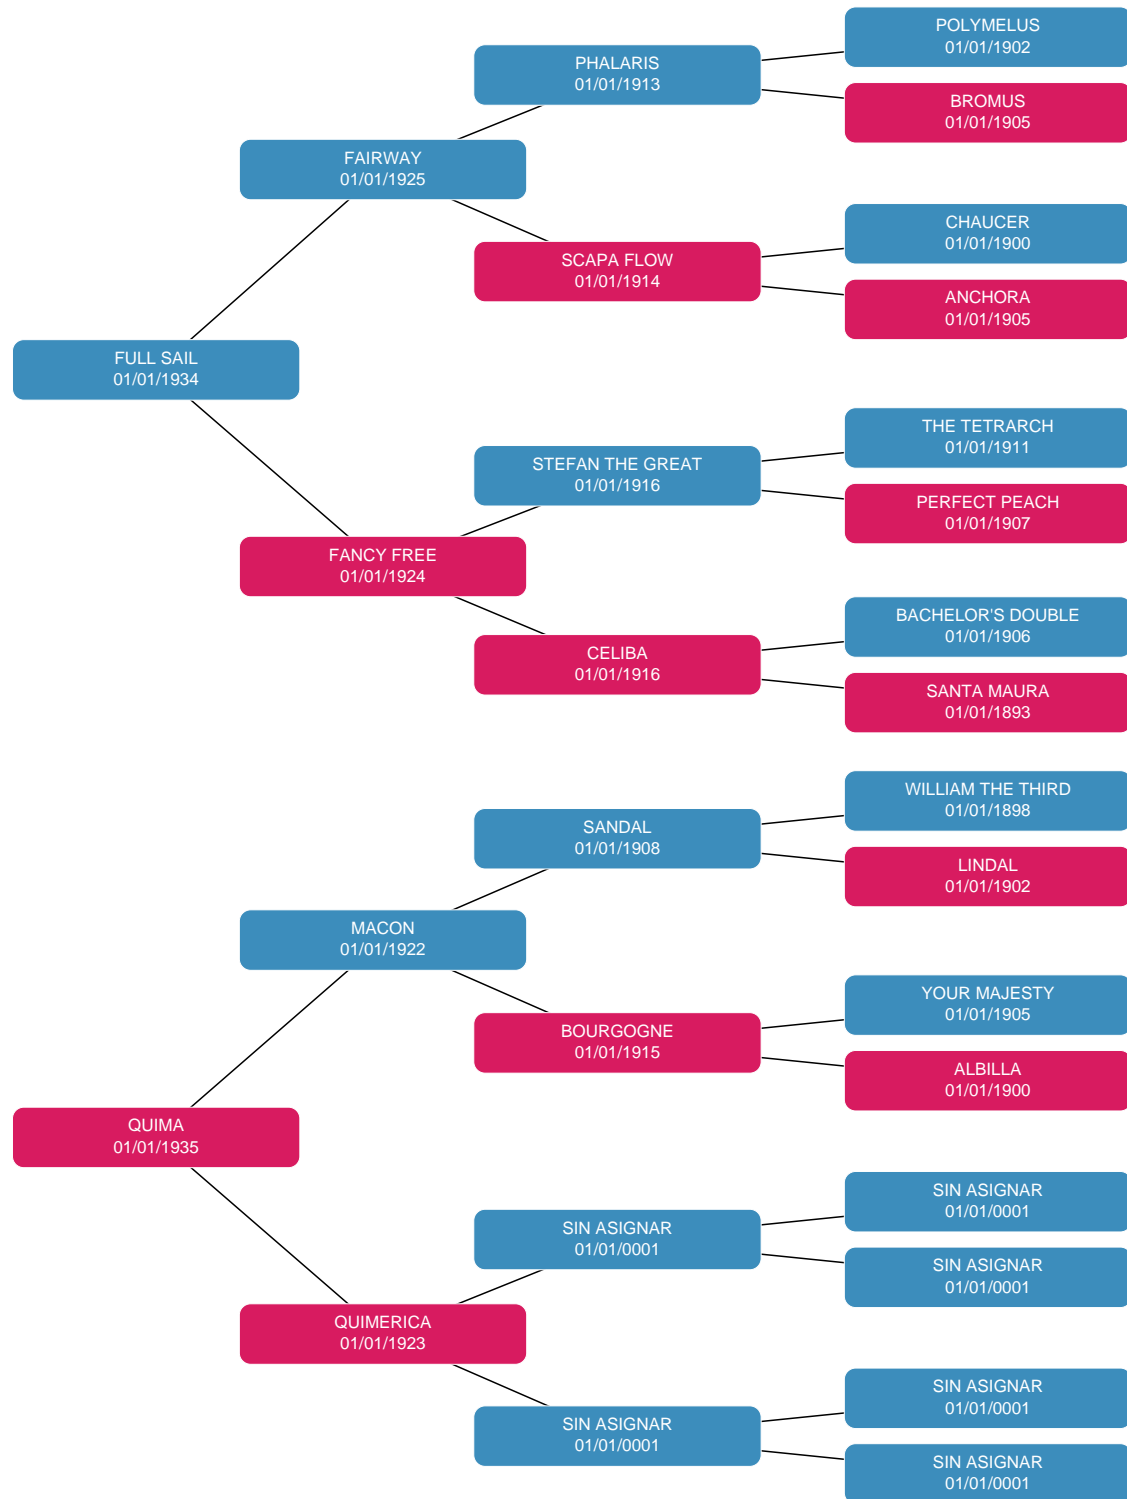 POLYMELUS
01/01/1902
PHALARIS
01/01/1913
BROMUS
01/01/1905
FAIRWAY
01/01/1925
CHAUCER
01/01/1900
SCAPA FLOW
01/01/1914
ANCHORA
01/01/1905
FULL SAIL
01/01/1934
THE TETRARCH
01/01/1911
STEFAN THE GREAT
01/01/1916
PERFECT PEACH
01/01/1907
FANCY FREE
01/01/1924
BACHELOR'S DOUBLE
01/01/1906
CELIBA
01/01/1916
SANTA MAURA
01/01/1893
WILLIAM THE THIRD
01/01/1898
SANDAL
01/01/1908
LINDAL
01/01/1902
MACON
01/01/1922
YOUR MAJESTY
01/01/1905
BOURGOGNE
01/01/1915
ALBILLA
01/01/1900
QUIMA
01/01/1935
SIN ASIGNAR
01/01/0001
SIN ASIGNAR
01/01/0001
SIN ASIGNAR
01/01/0001
QUIMERICA
01/01/1923
SIN ASIGNAR
01/01/0001
SIN ASIGNAR
01/01/0001
SIN ASIGNAR
01/01/0001